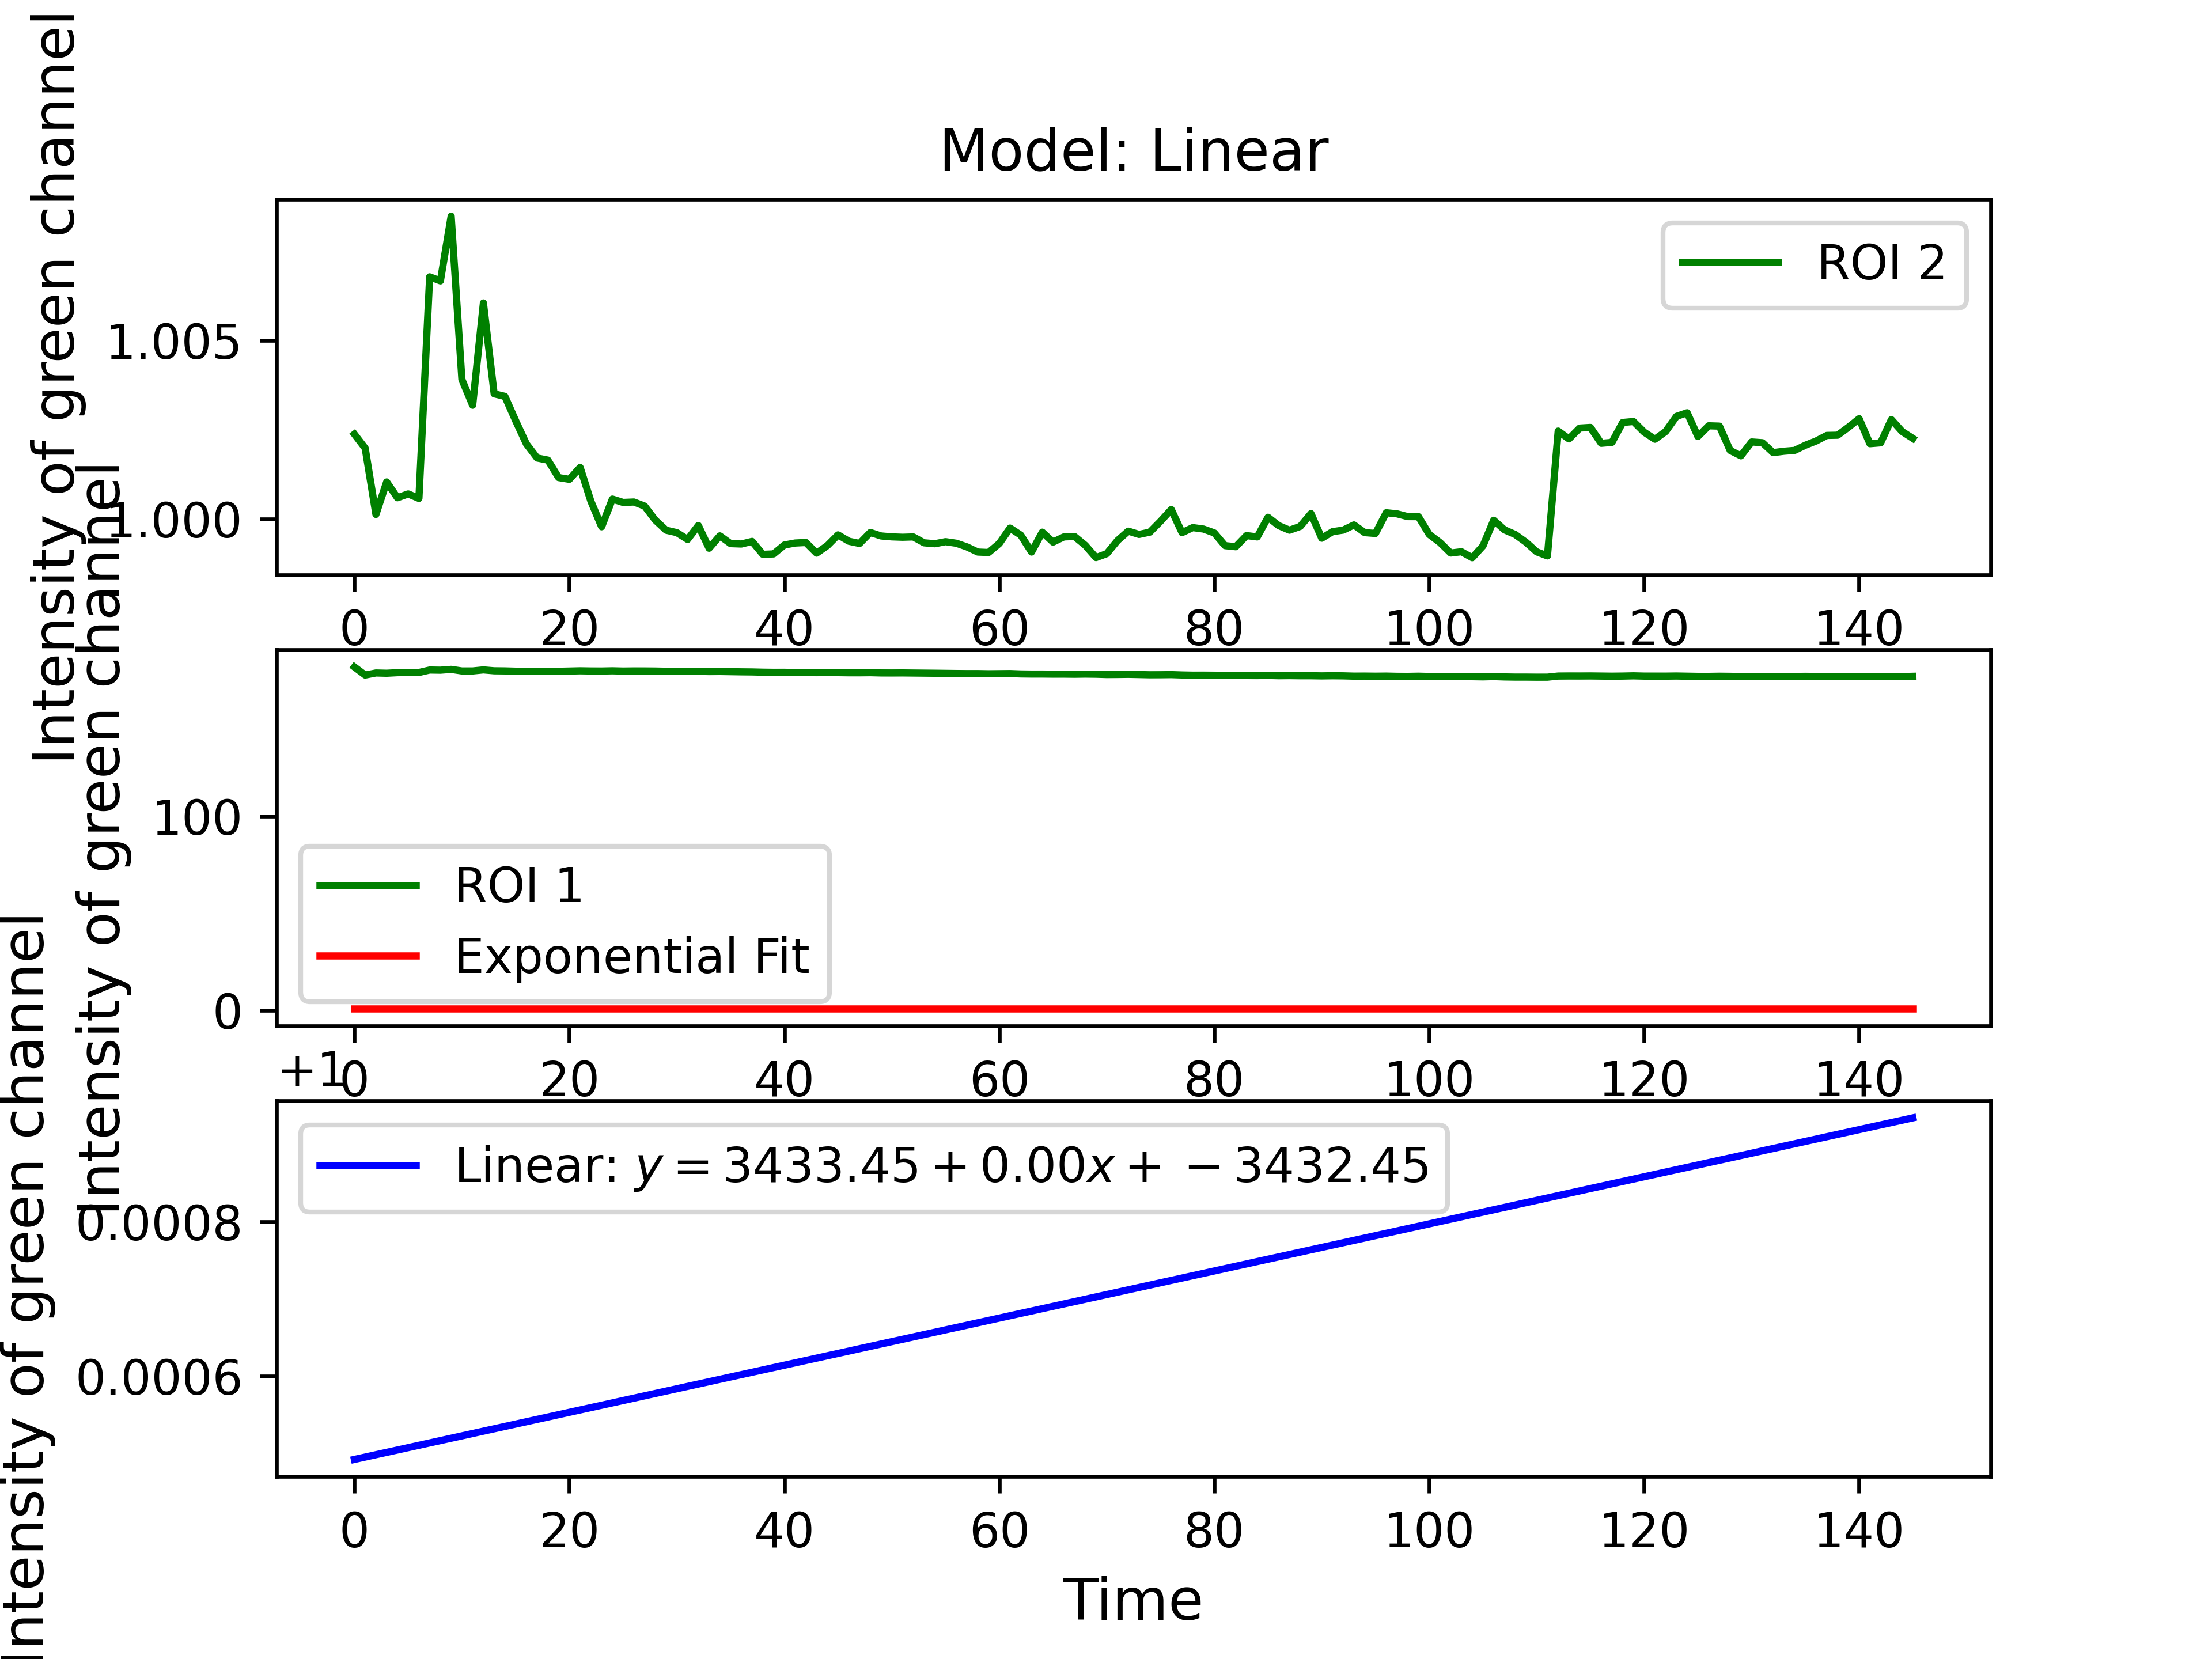 Model: Linear
Intensity of green channel
1.005
1.000
ROI 2
0 20 40 60 80 100 120 140
Intensity of green channel
100
0
ROI 1
Exponential Fit
0 20 40 60 80 100 120 140
+1
Intensity of green channel
0.0008
0.0006
Linear: y = 3433.45 + 0.00x + − 3432.45
0 20 40 60 80 100 120 140
Time